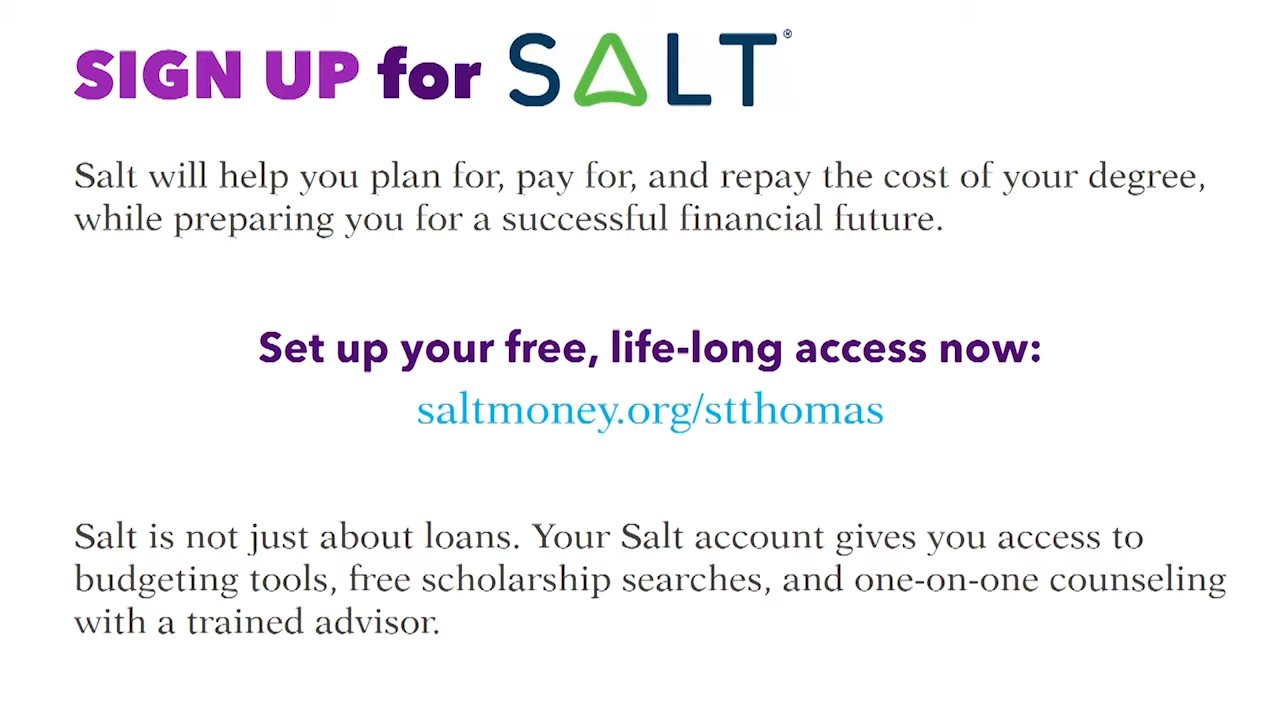 SIGN UP for SALT®
Salt will help you plan for, pay for, and repay the cost of your degree,
while preparing you for a successful financial future.
Set up your free, life-long access now:
saltmoney.org/stthomas
Salt is not just about loans. Your Salt account gives you access to
budgeting tools, free scholarship searches, and one-on-one counseling
with a trained advisor.